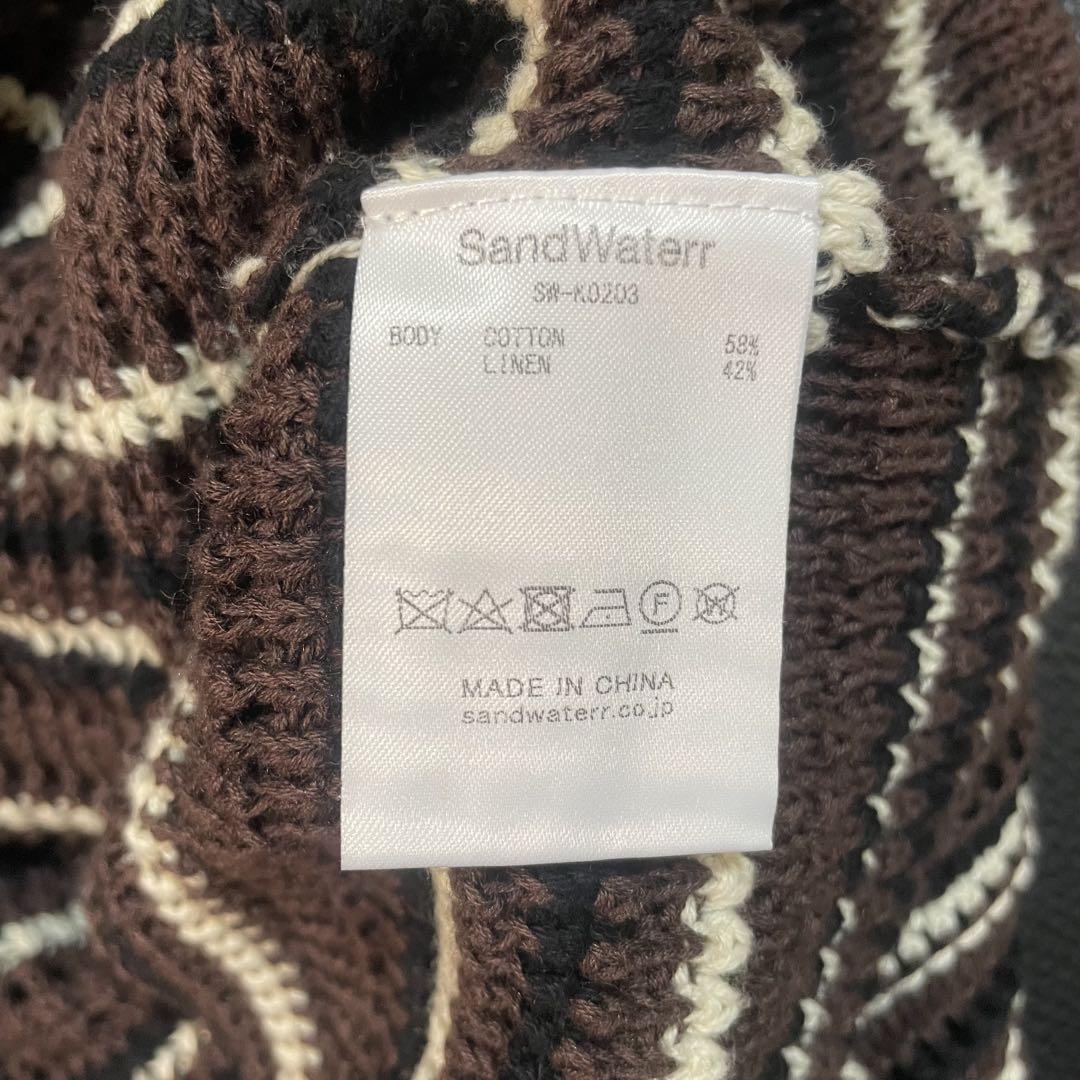 SandWaterr
SW-K0203
BODY COTTON 58%
LINEN 42%
F W
MADE IN CHINA
sandwaterr.co.jp